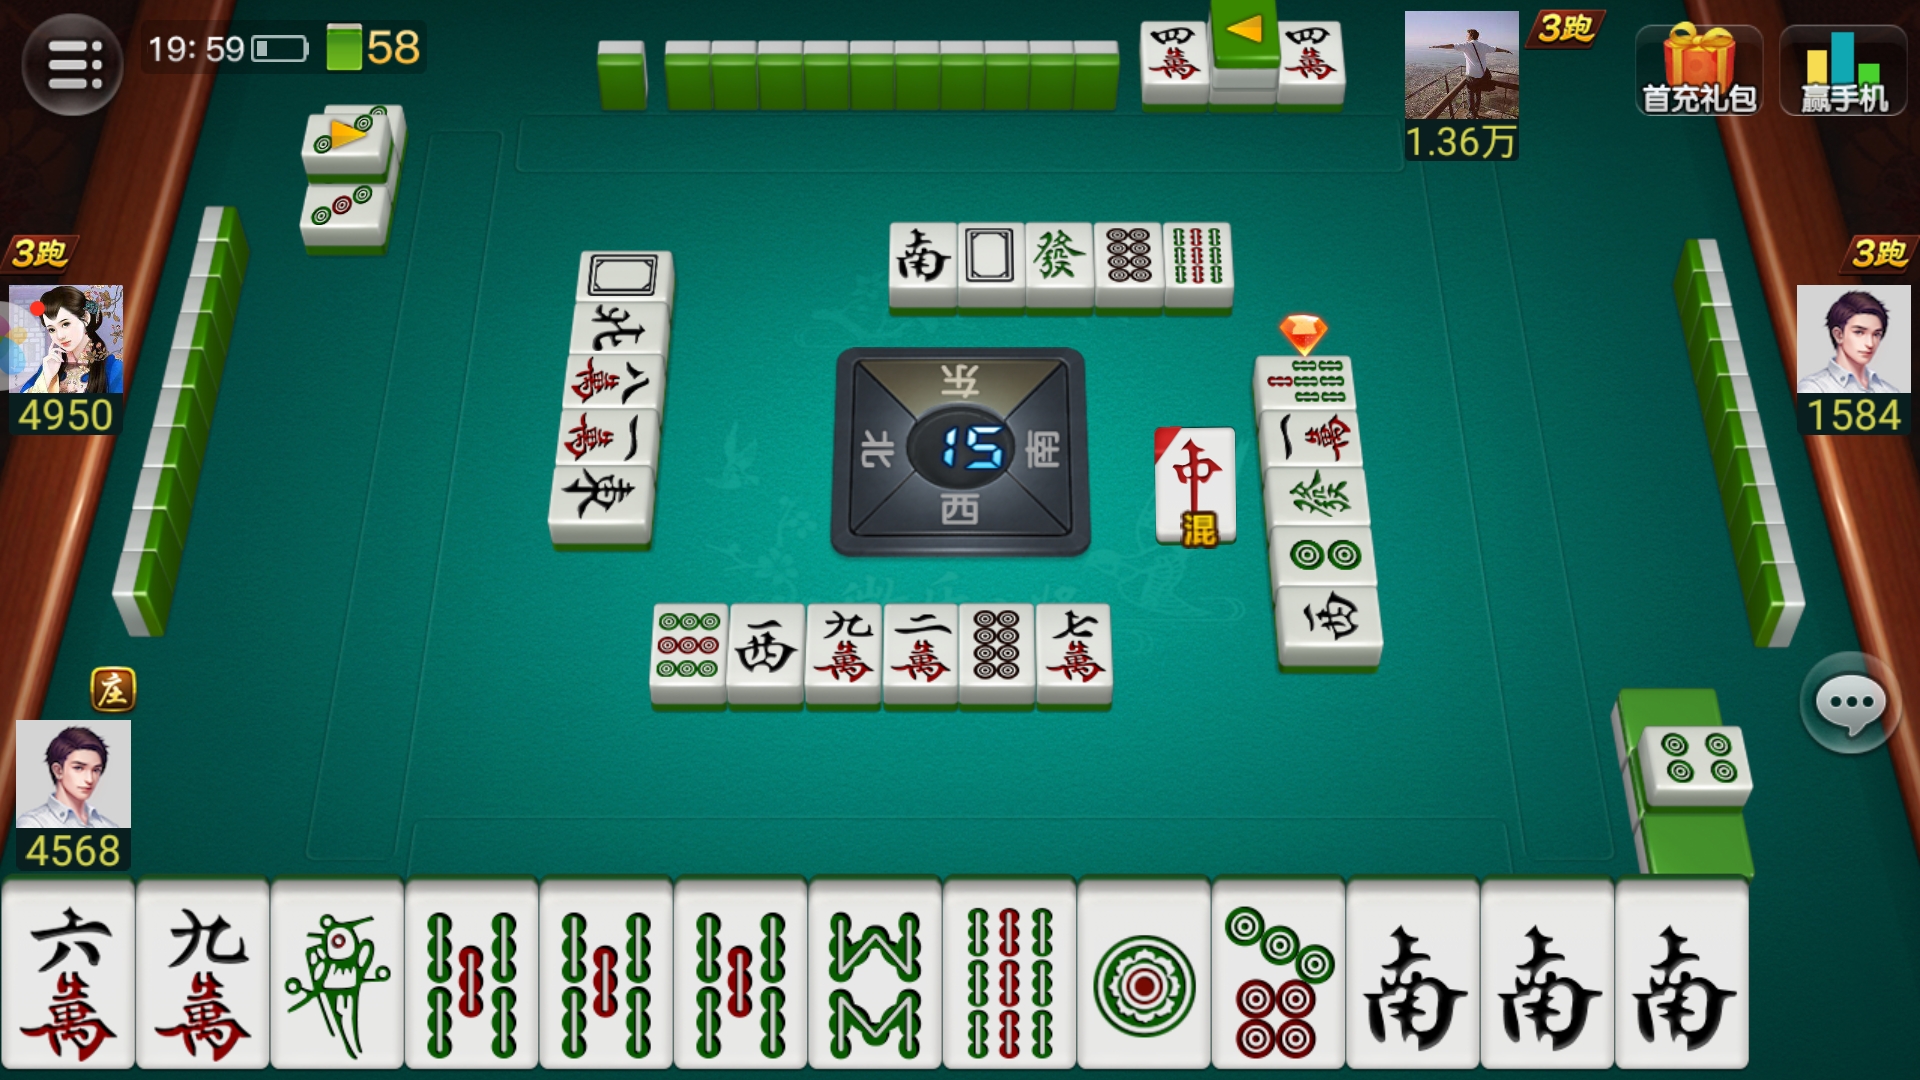 19:59 58
四萬 四萬
3跑
1.36万
首充礼包
赢手机
3跑
4950
3跑
1584
南 發
北
八萬
一萬
東
东
北 15 南
西
中
混
一萬
發
西
西 九萬 二萬 七萬
庄
4568
六萬 九萬 南 南 南